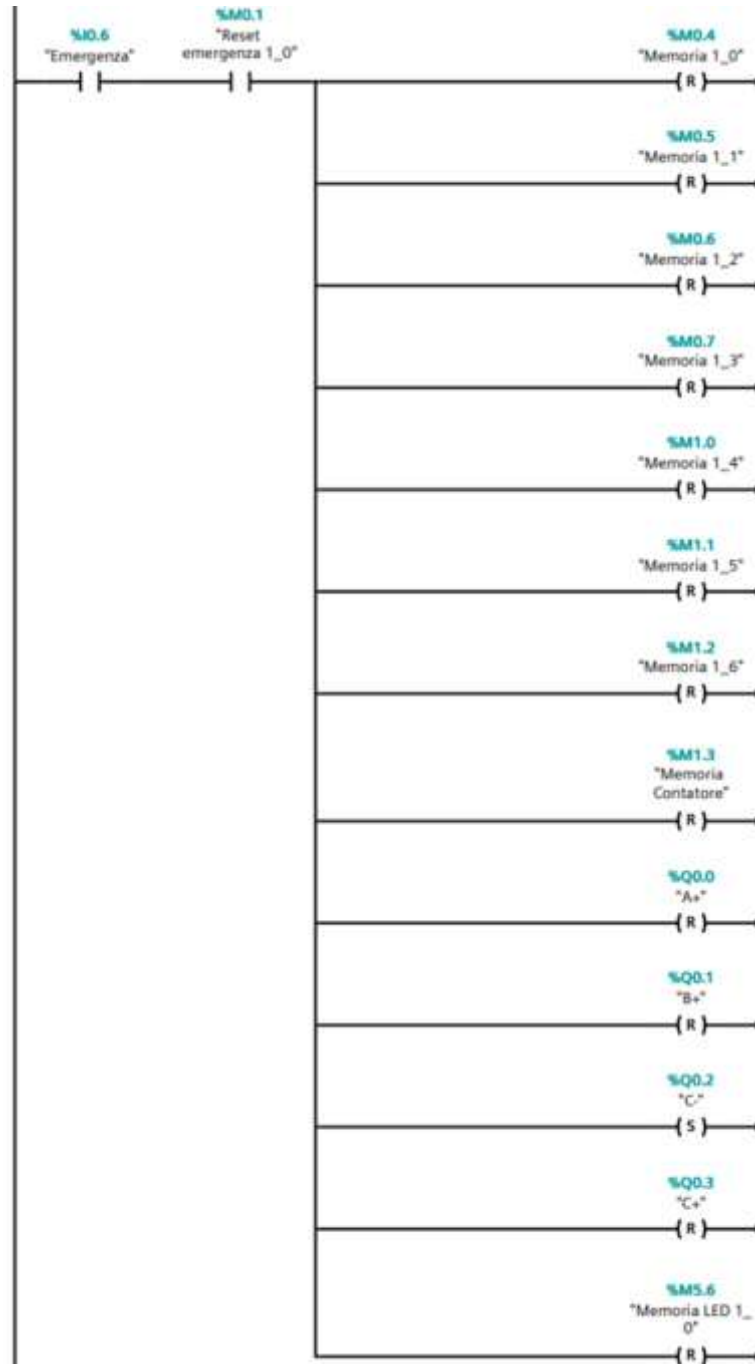 %I0.6
"Emergenza"
%M0.1
"Reset
emergenza 1_0"
%M0.4
"Memoria 1_0"
( R )
%M0.5
"Memoria 1_1"
( R )
%M0.6
"Memoria 1_2"
( R )
%M0.7
"Memoria 1_3"
( R )
%M1.0
"Memoria 1_4"
( R )
%M1.1
"Memoria 1_5"
( R )
%M1.2
"Memoria 1_6"
( R )
%M1.3
"Memoria
Contatore"
( R )
%Q0.0
"A+"
( R )
%Q0.1
"B+"
( R )
%Q0.2
"C-"
( S )
%Q0.3
"C+"
( R )
%M5.6
"Memoria LED 1_
0"
( R )